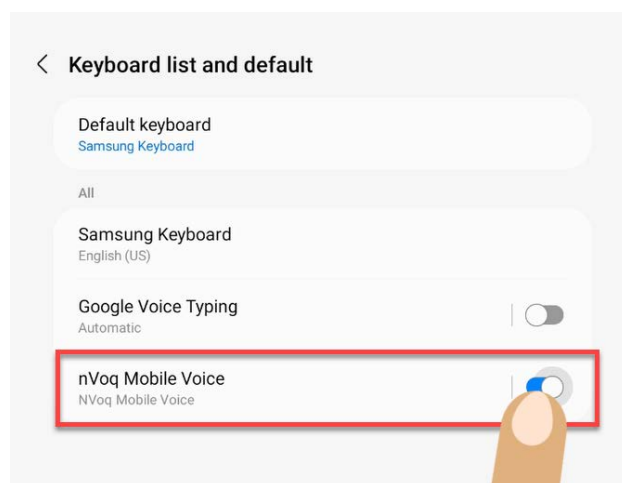 Keyboard list and default
Default keyboard
Samsung Keyboard
All
Samsung Keyboard
English (US)
Google Voice Typing
Automatic
nVoq Mobile Voice
NVoq Mobile Voice